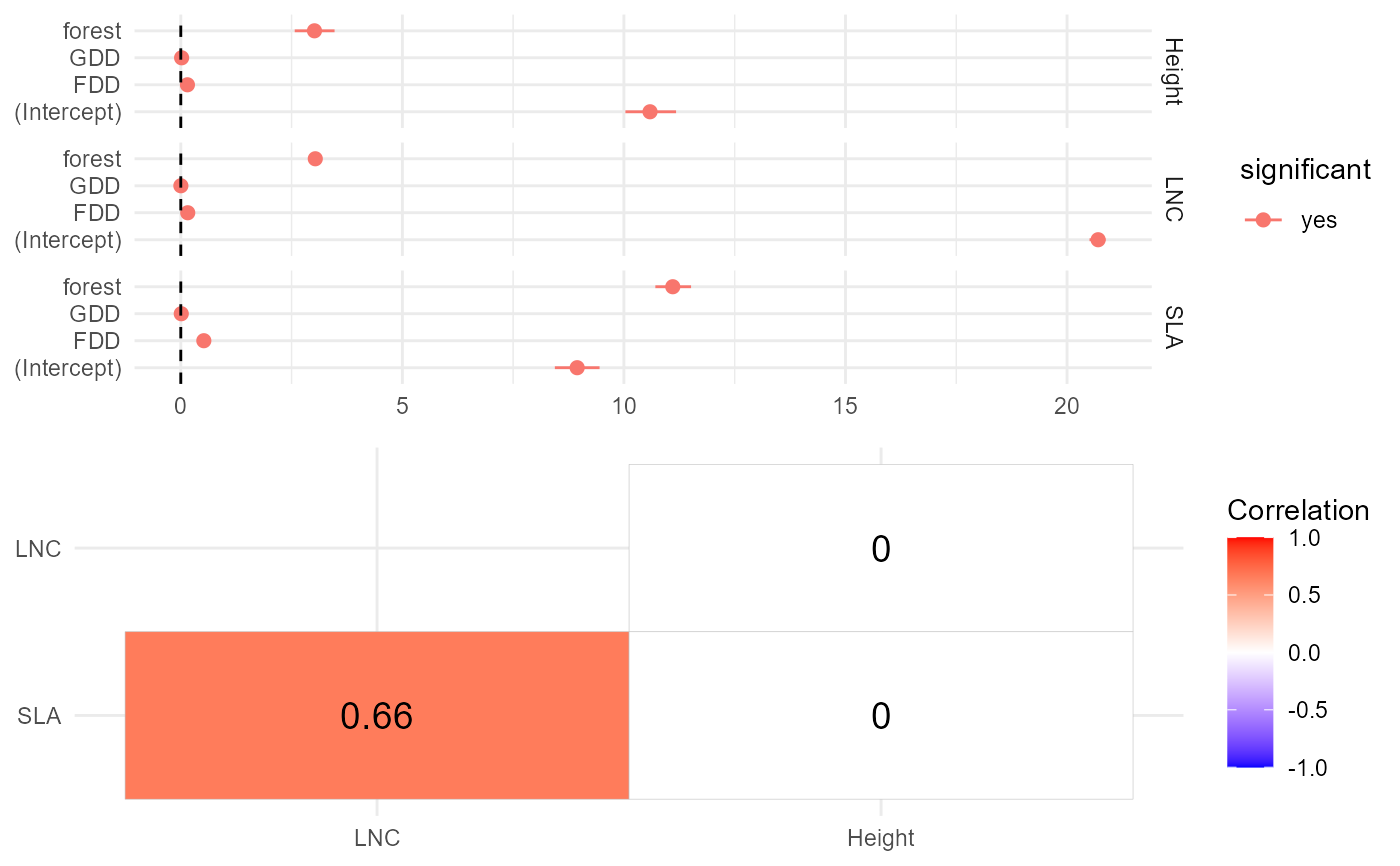 forest
GDD
FDD
(Intercept)
Height
forest
GDD
FDD
(Intercept)
LNC
forest
GDD
FDD
(Intercept)
SLA
0 5 10 15 20
significant
yes
LNC 0
SLA 0.66 0
LNC Height
Correlation
1.0
0.5
0.0
-0.5
-1.0